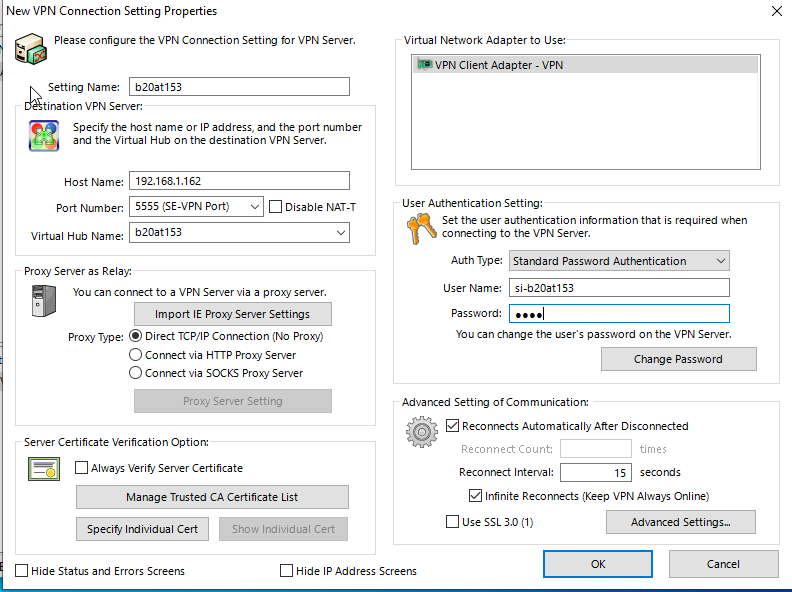 New VPN Connection Setting Properties
Please configure the VPN Connection Setting for VPN Server.
Setting Name: b20at153
Destination VPN Server:
Specify the host name or IP address, and the port number
and the Virtual Hub on the destination VPN Server.
Host Name: 192.168.1.162
Port Number: 5555 (SE-VPN Port) Disable NAT-T
Virtual Hub Name: b20at153
Proxy Server as Relay:
You can connect to a VPN Server via a proxy server.
Import IE Proxy Server Settings
Proxy Type: Direct TCP/IP Connection (No Proxy)
Connect via HTTP Proxy Server
Connect via SOCKS Proxy Server
Proxy Server Setting
Server Certificate Verification Option:
Always Verify Server Certificate
Manage Trusted CA Certificate List
Specify Individual Cert Show Individual Cert
Hide Status and Errors Screens Hide IP Address Screens
Virtual Network Adapter to Use:
VPN Client Adapter - VPN
User Authentication Setting:
Set the user authentication information that is required when
connecting to the VPN Server.
Auth Type: Standard Password Authentication
User Name: si-b20at153
Password: ●●●●
You can change the user's password on the VPN Server.
Change Password
Advanced Setting of Communication:
Reconnects Automatically After Disconnected
Reconnect Count: times
Reconnect Interval: 15 seconds
Infinite Reconnects (Keep VPN Always Online)
Use SSL 3.0 (1) Advanced Settings...
OK Cancel